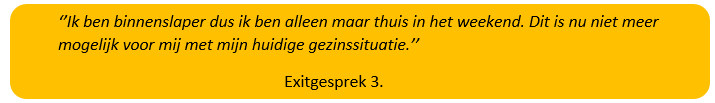 ‘’Ik ben binnenslaper dus ik ben alleen maar thuis in het weekend. Dit is nu niet meer
mogelijk voor mij met mijn huidige gezinssituatie.’’
Exitgesprek 3.